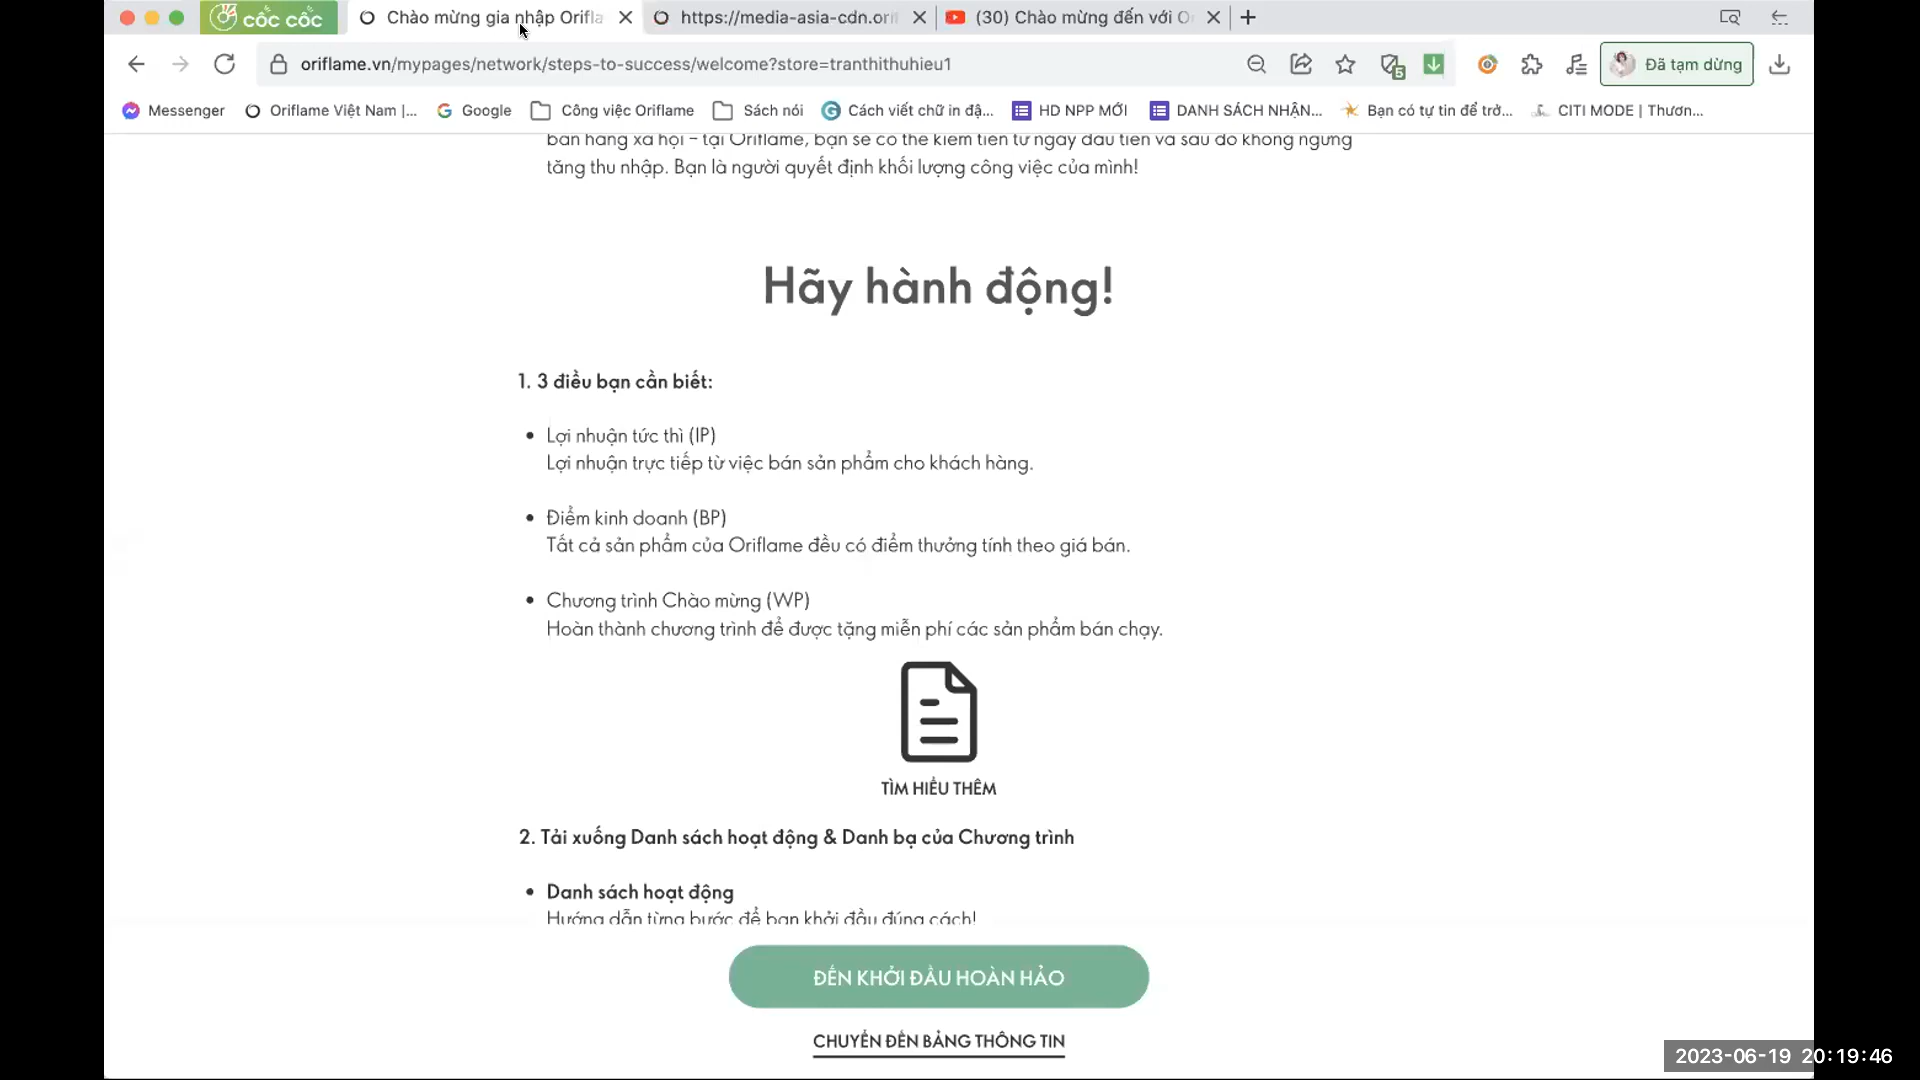 cốc cốc
Chào mừng gia nhập Orifla
https://media-asia-cdn.ori
(30) Chào mừng đến với O
oriflame.vn/mypages/network/steps-to-success/welcome?store=tranthithuhieu1
5
Đã tạm dừng
Messenger
Oriflame Việt Nam |...
Google
Công việc Oriflame
Sách nói
Cách viết chữ in đậ...
HD NPP MỚI
DANH SÁCH NHẬN...
Bạn có tự tin để trở...
CITI MODE | Thươn...
bán hàng xã hội – tại Oriflame, bạn sẽ có thể kiếm tiền từ ngày đầu tiên và sau đó không ngừng
tăng thu nhập. Bạn là người quyết định khối lượng công việc của mình!
Hãy hành động!
1. 3 điều bạn cần biết:
• Lợi nhuận tức thì (IP)
Lợi nhuận trực tiếp từ việc bán sản phẩm cho khách hàng.
• Điểm kinh doanh (BP)
Tất cả sản phẩm của Oriflame đều có điểm thưởng tính theo giá bán.
• Chương trình Chào mừng (WP)
Hoàn thành chương trình để được tặng miễn phí các sản phẩm bán chạy.
TÌM HIỂU THÊM
2. Tải xuống Danh sách hoạt động & Danh bạ của Chương trình
• Danh sách hoạt động
Hướng dẫn từng bước để bạn khởi đầu đúng cách!
ĐẾN KHỞI ĐẦU HOÀN HẢO
CHUYỂN ĐẾN BẢNG THÔNG TIN
2023-06-19 20:19:46